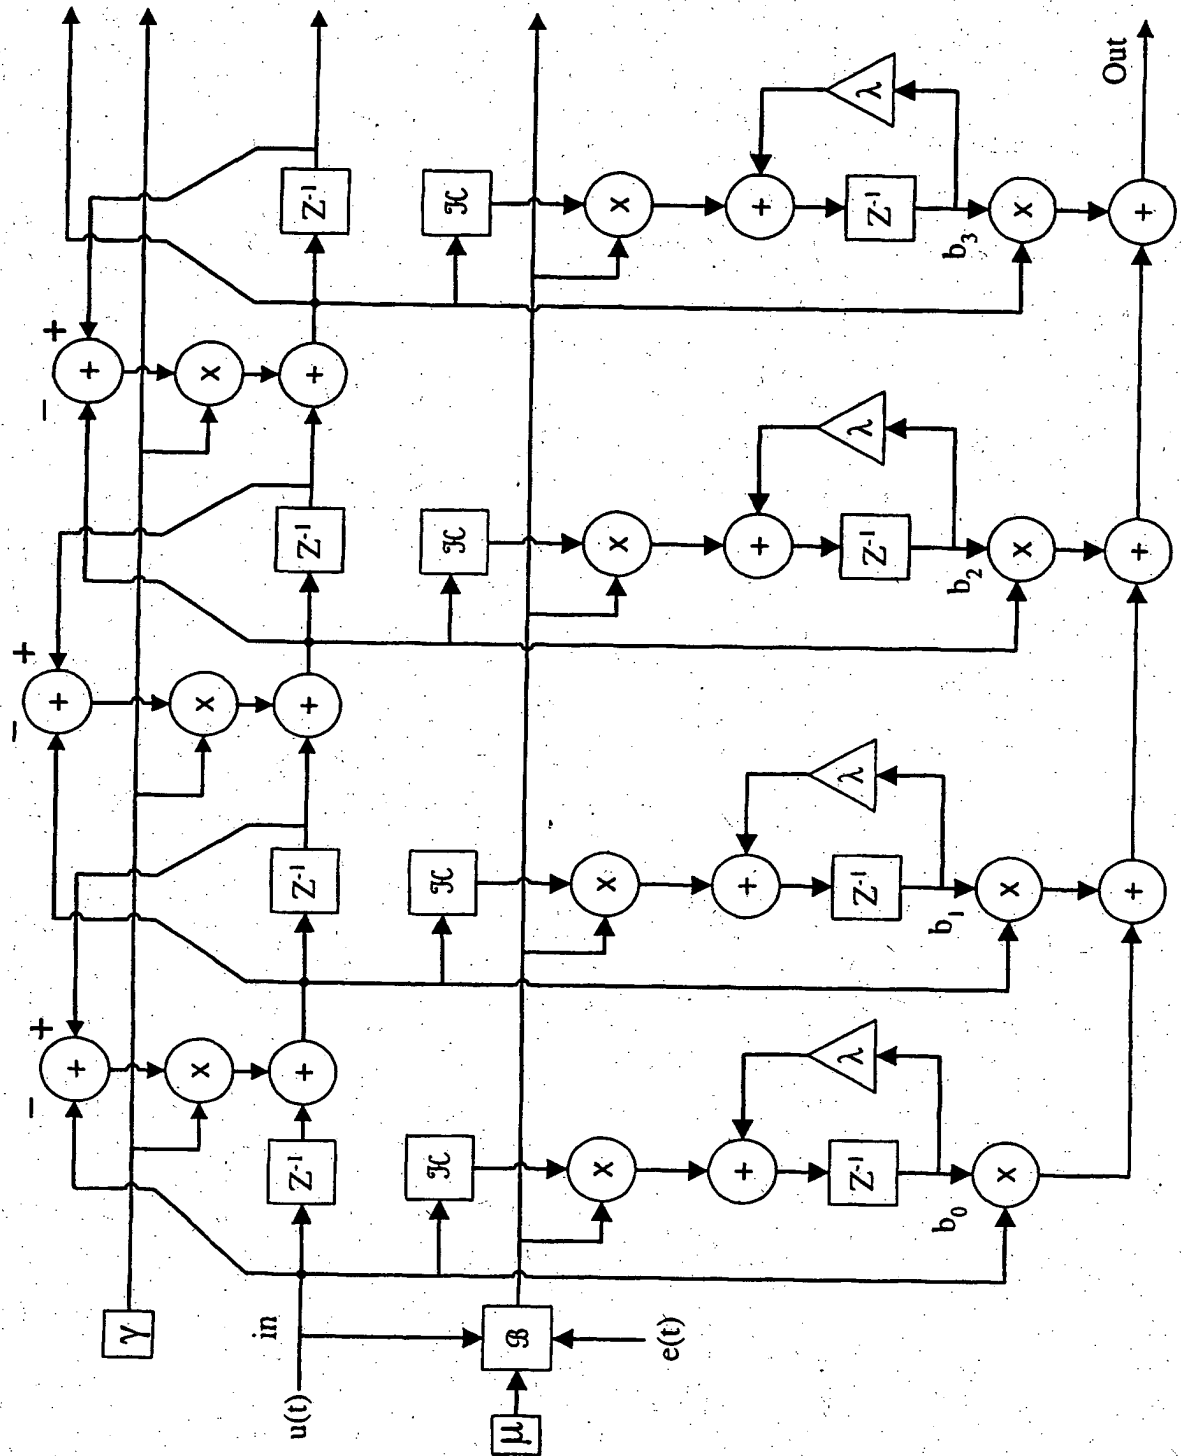 − + − + − +
+ + +
γ
x x x
in
u(t) Z⁻¹ + Z⁻¹ + Z⁻¹ + Z⁻¹
ℋ ℋ ℋ ℋ
μ ℬ
x x x x
e(t)
+ + + +
λ λ λ λ
Z⁻¹ Z⁻¹ Z⁻¹ Z⁻¹
b₀ b₁ b₂ b₃
x x x x
+ + +
Out